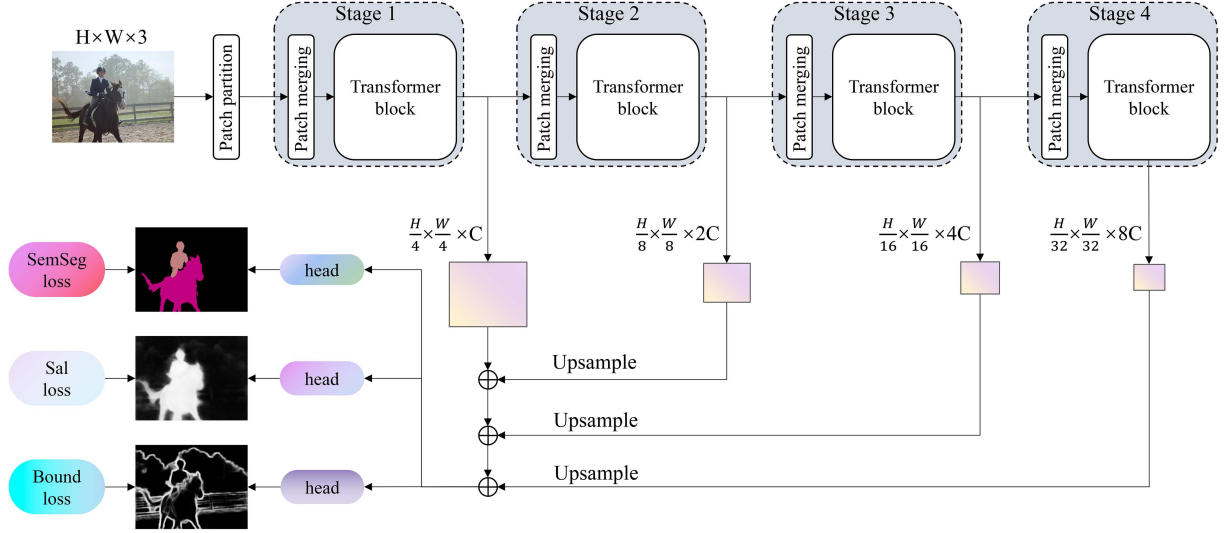 H×W×3
Patch partition
Stage 1
Patch merging
Transformer
block
Stage 2
Patch merging
Transformer
block
Stage 3
Patch merging
Transformer
block
Stage 4
Patch merging
Transformer
block
H/4 × W/4 × C
H/8 × W/8 × 2C
H/16 × W/16 × 4C
H/32 × W/32 × 8C
SemSeg
loss
head
Upsample
Sal
loss
head
Upsample
Bound
loss
head
Upsample